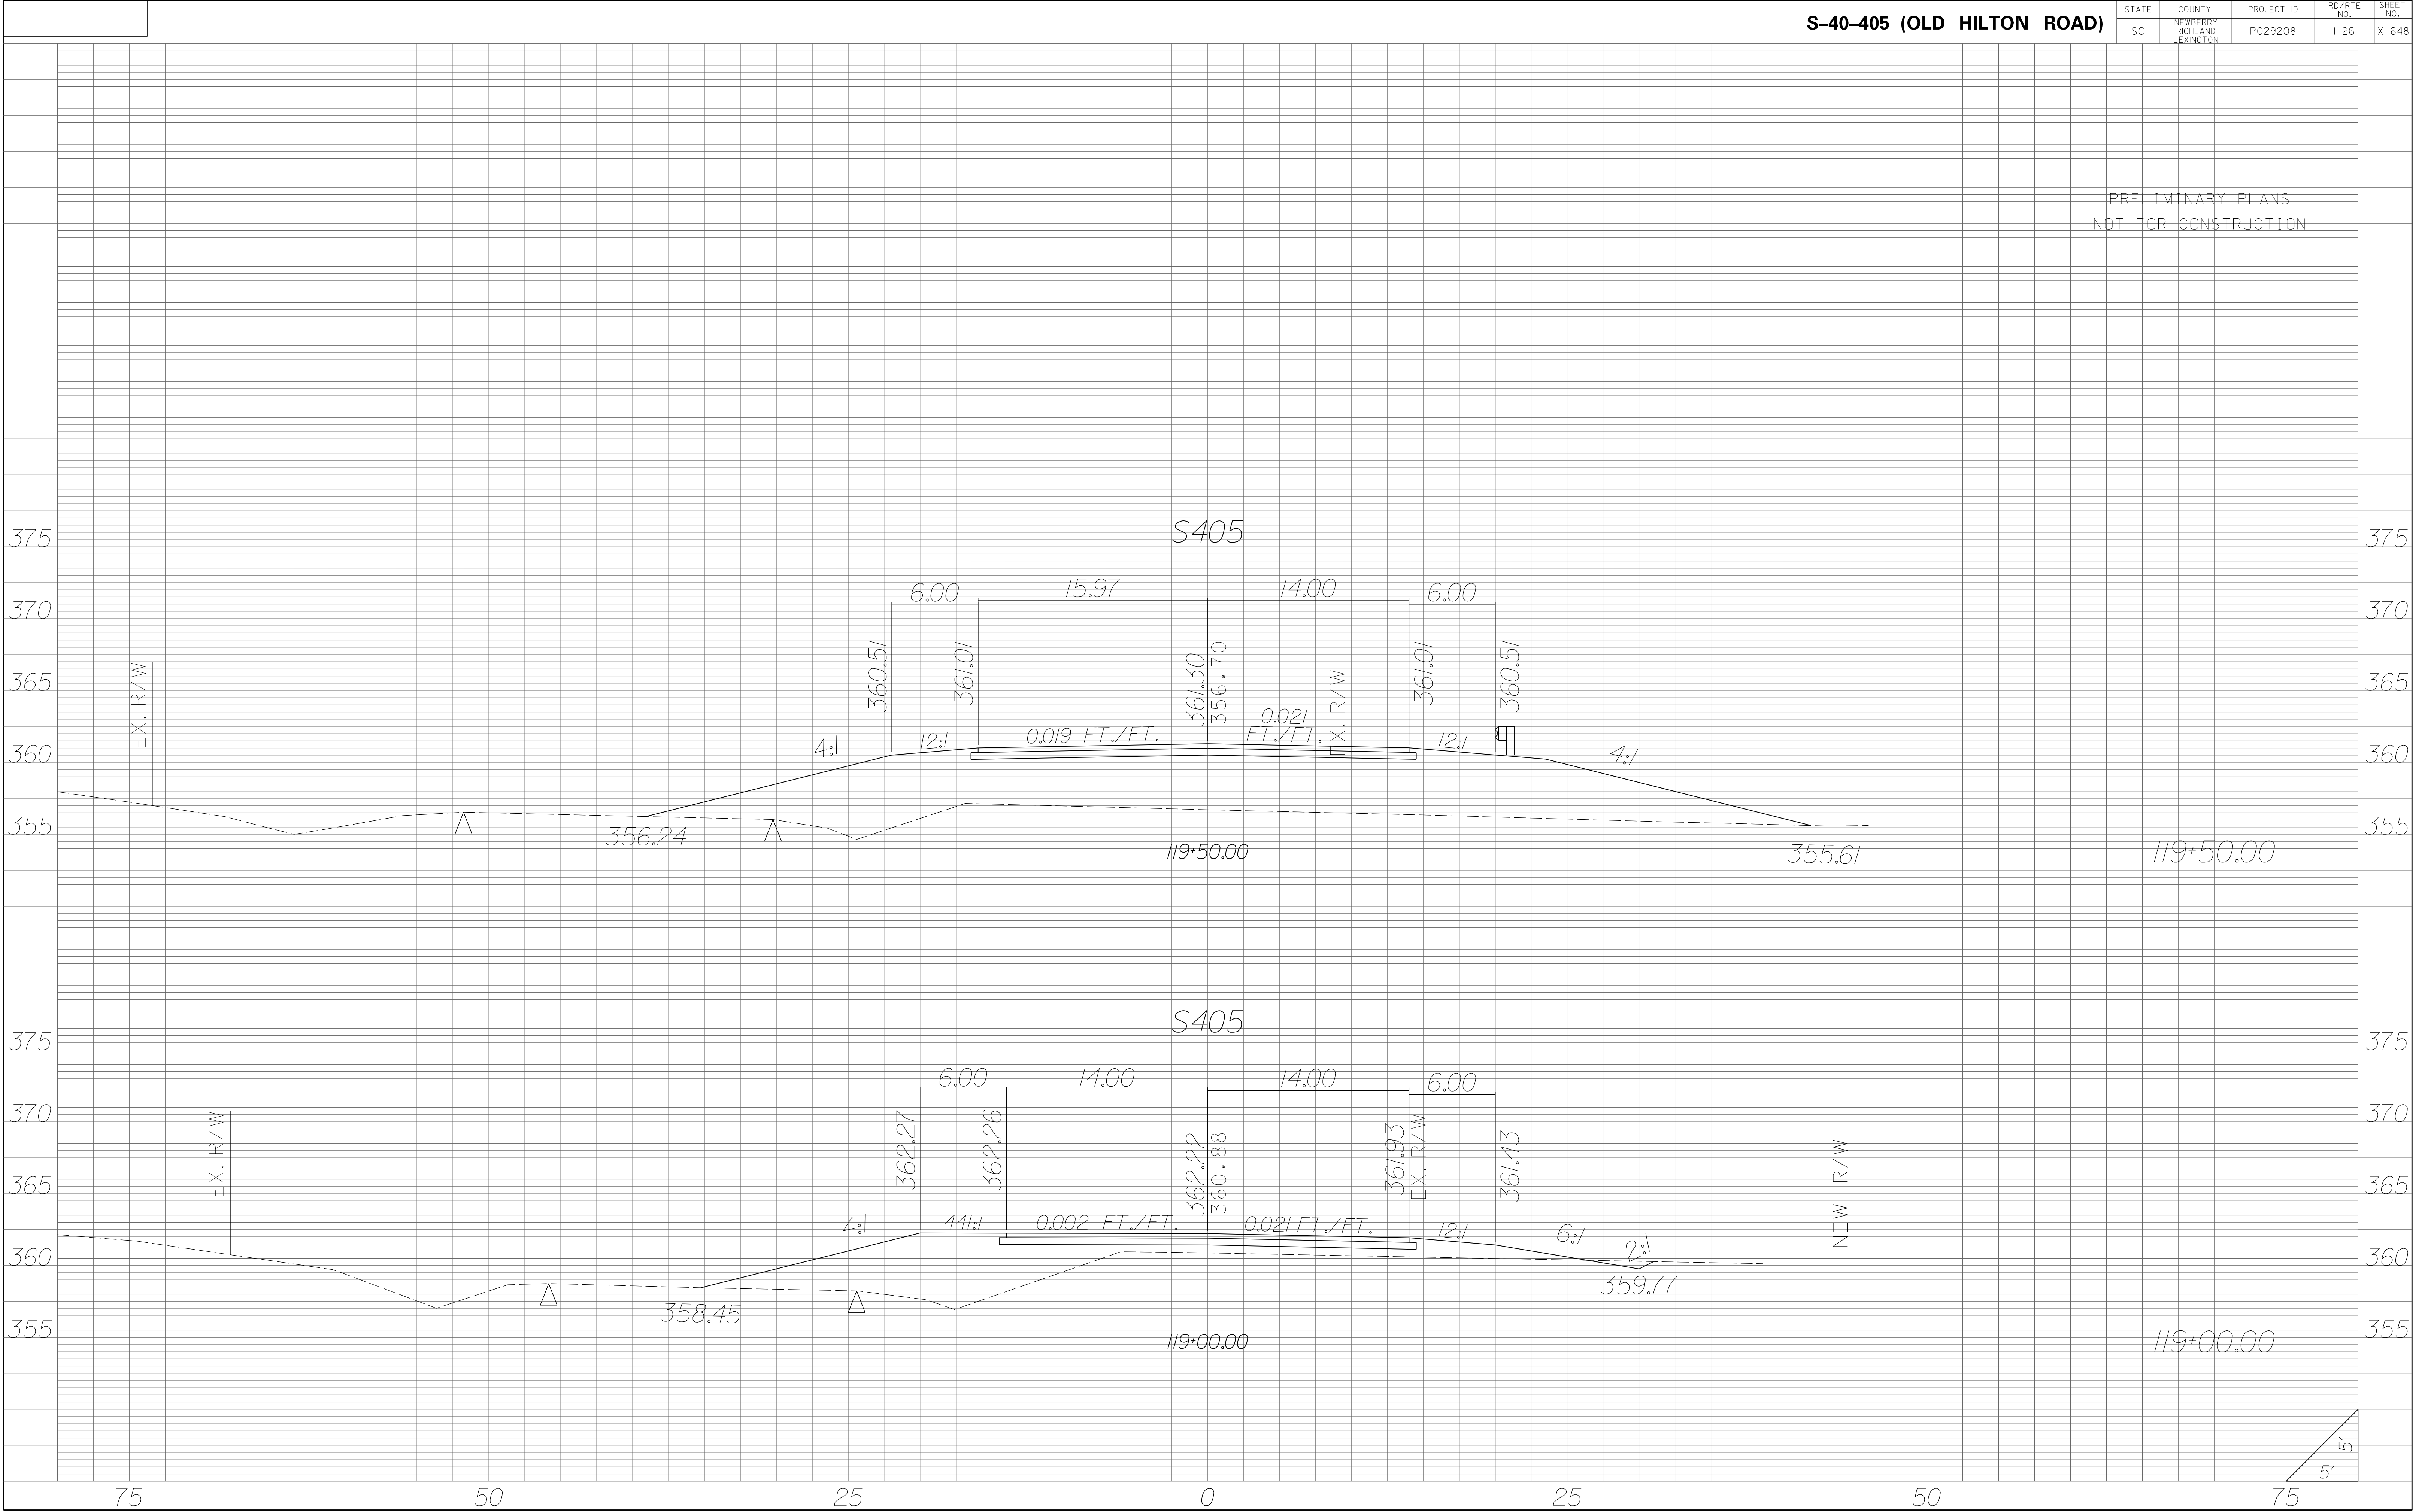 S-40-405 (OLD HILTON ROAD)
STATE COUNTY PROJECT ID RD/RTE NO. SHEET NO.
SC NEWBERRY RICHLAND LEXINGTON P029208 I-26 X-648
PRELIMINARY PLANS
NOT FOR CONSTRUCTION
S405
375 375
6.00 15.97 14.00 6.00
370 370
EX. R/W 360.51 361.01 361.30 356.70 EX. R/W 361.01 360.51
365 365
4:1 12:1 0.019 FT./FT. 0.021 FT./FT. 12:1 4:1
360 360
355 356.24 355
119+50.00 355.61 119+50.00
S405
375 375
6.00 14.00 14.00 6.00
370 370
EX. R/W 362.27 362.26 362.22 360.88 361.93 EX. R/W 361.43 NEW R/W
365 365
4:1 441:1 0.002 FT./FT. 0.021 FT./FT. 12:1 6:1 2:1
360 360
359.77
358.45
355 355
119+00.00 119+00.00
5'
5'
75 50 25 0 25 50 75